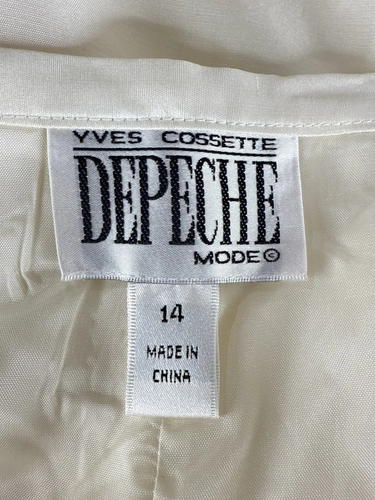 YVES COSSETTE
DEPECHE
MODE©
14
MADE IN
CHINA